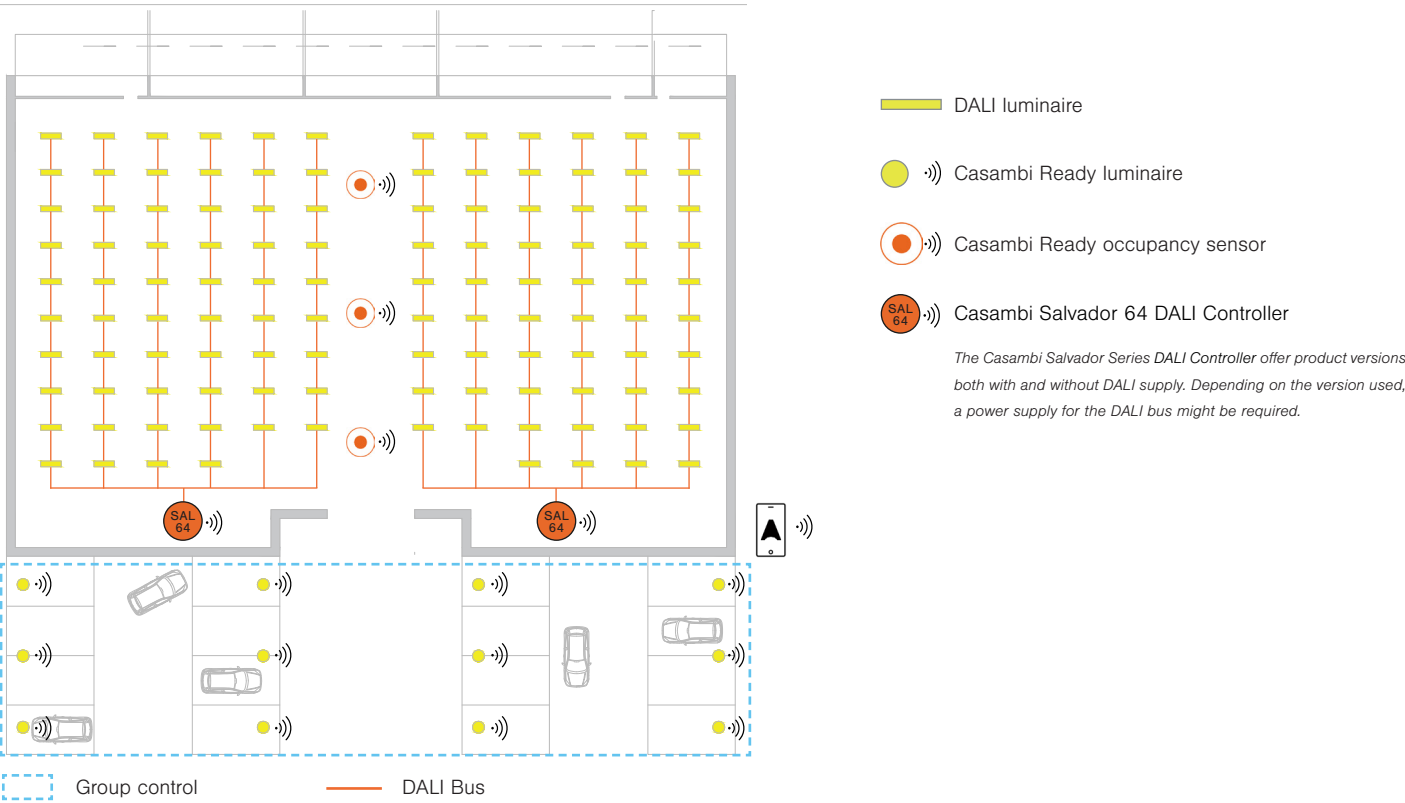 DALI luminaire
Casambi Ready luminaire
Casambi Ready occupancy sensor
SAL
64
Casambi Salvador 64 DALI Controller
The Casambi Salvador Series DALI Controller offer product versions
both with and without DALI supply. Depending on the version used,
a power supply for the DALI bus might be required.
SAL
64
SAL
64
Group control
DALI Bus